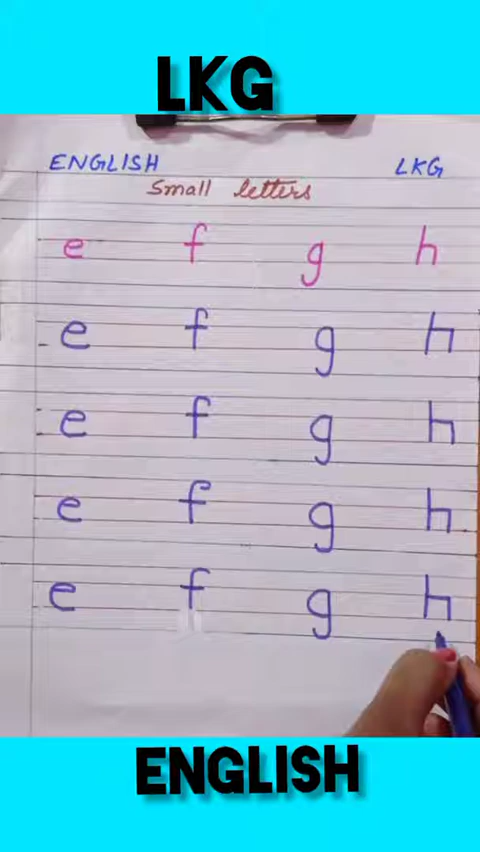 LKG
ENGLISH LKG
Small letters
e f g h
e f g h
e f g h
e f g h
e f g h
ENGLISH